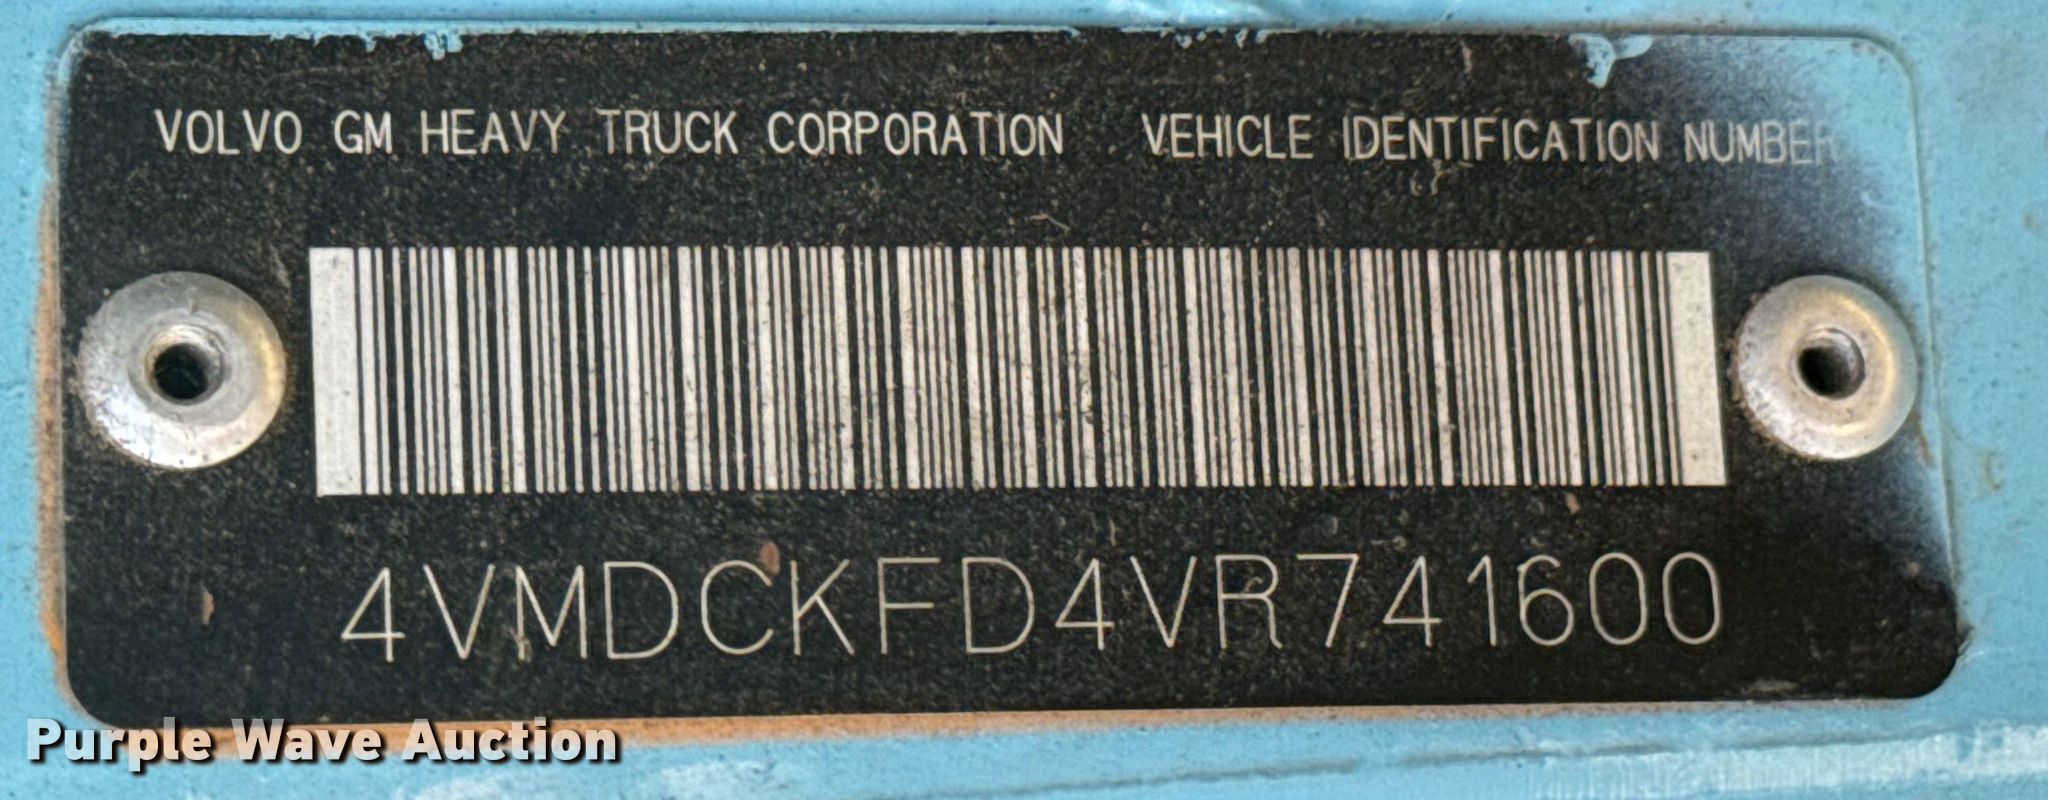 VOLVO GM HEAVY TRUCK CORPORATION VEHICLE IDENTIFICATION NUMBER
4VMDCKFD4VR741600
Purple Wave Auction